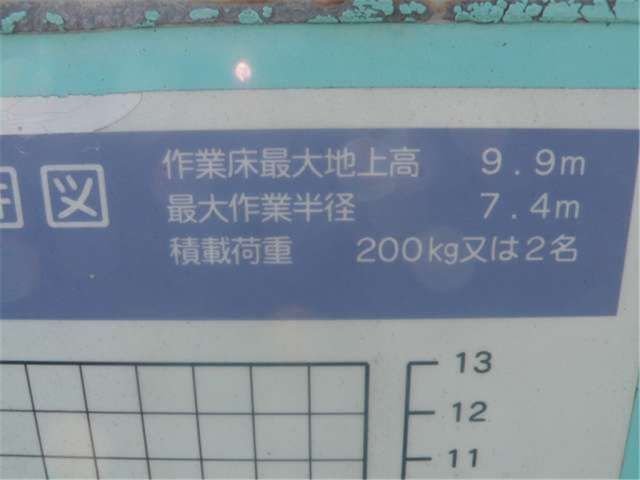 作業床最大地上高 9.9m
最大作業半径 7.4m
積載荷重 200kg又は2名
図
13
12
11